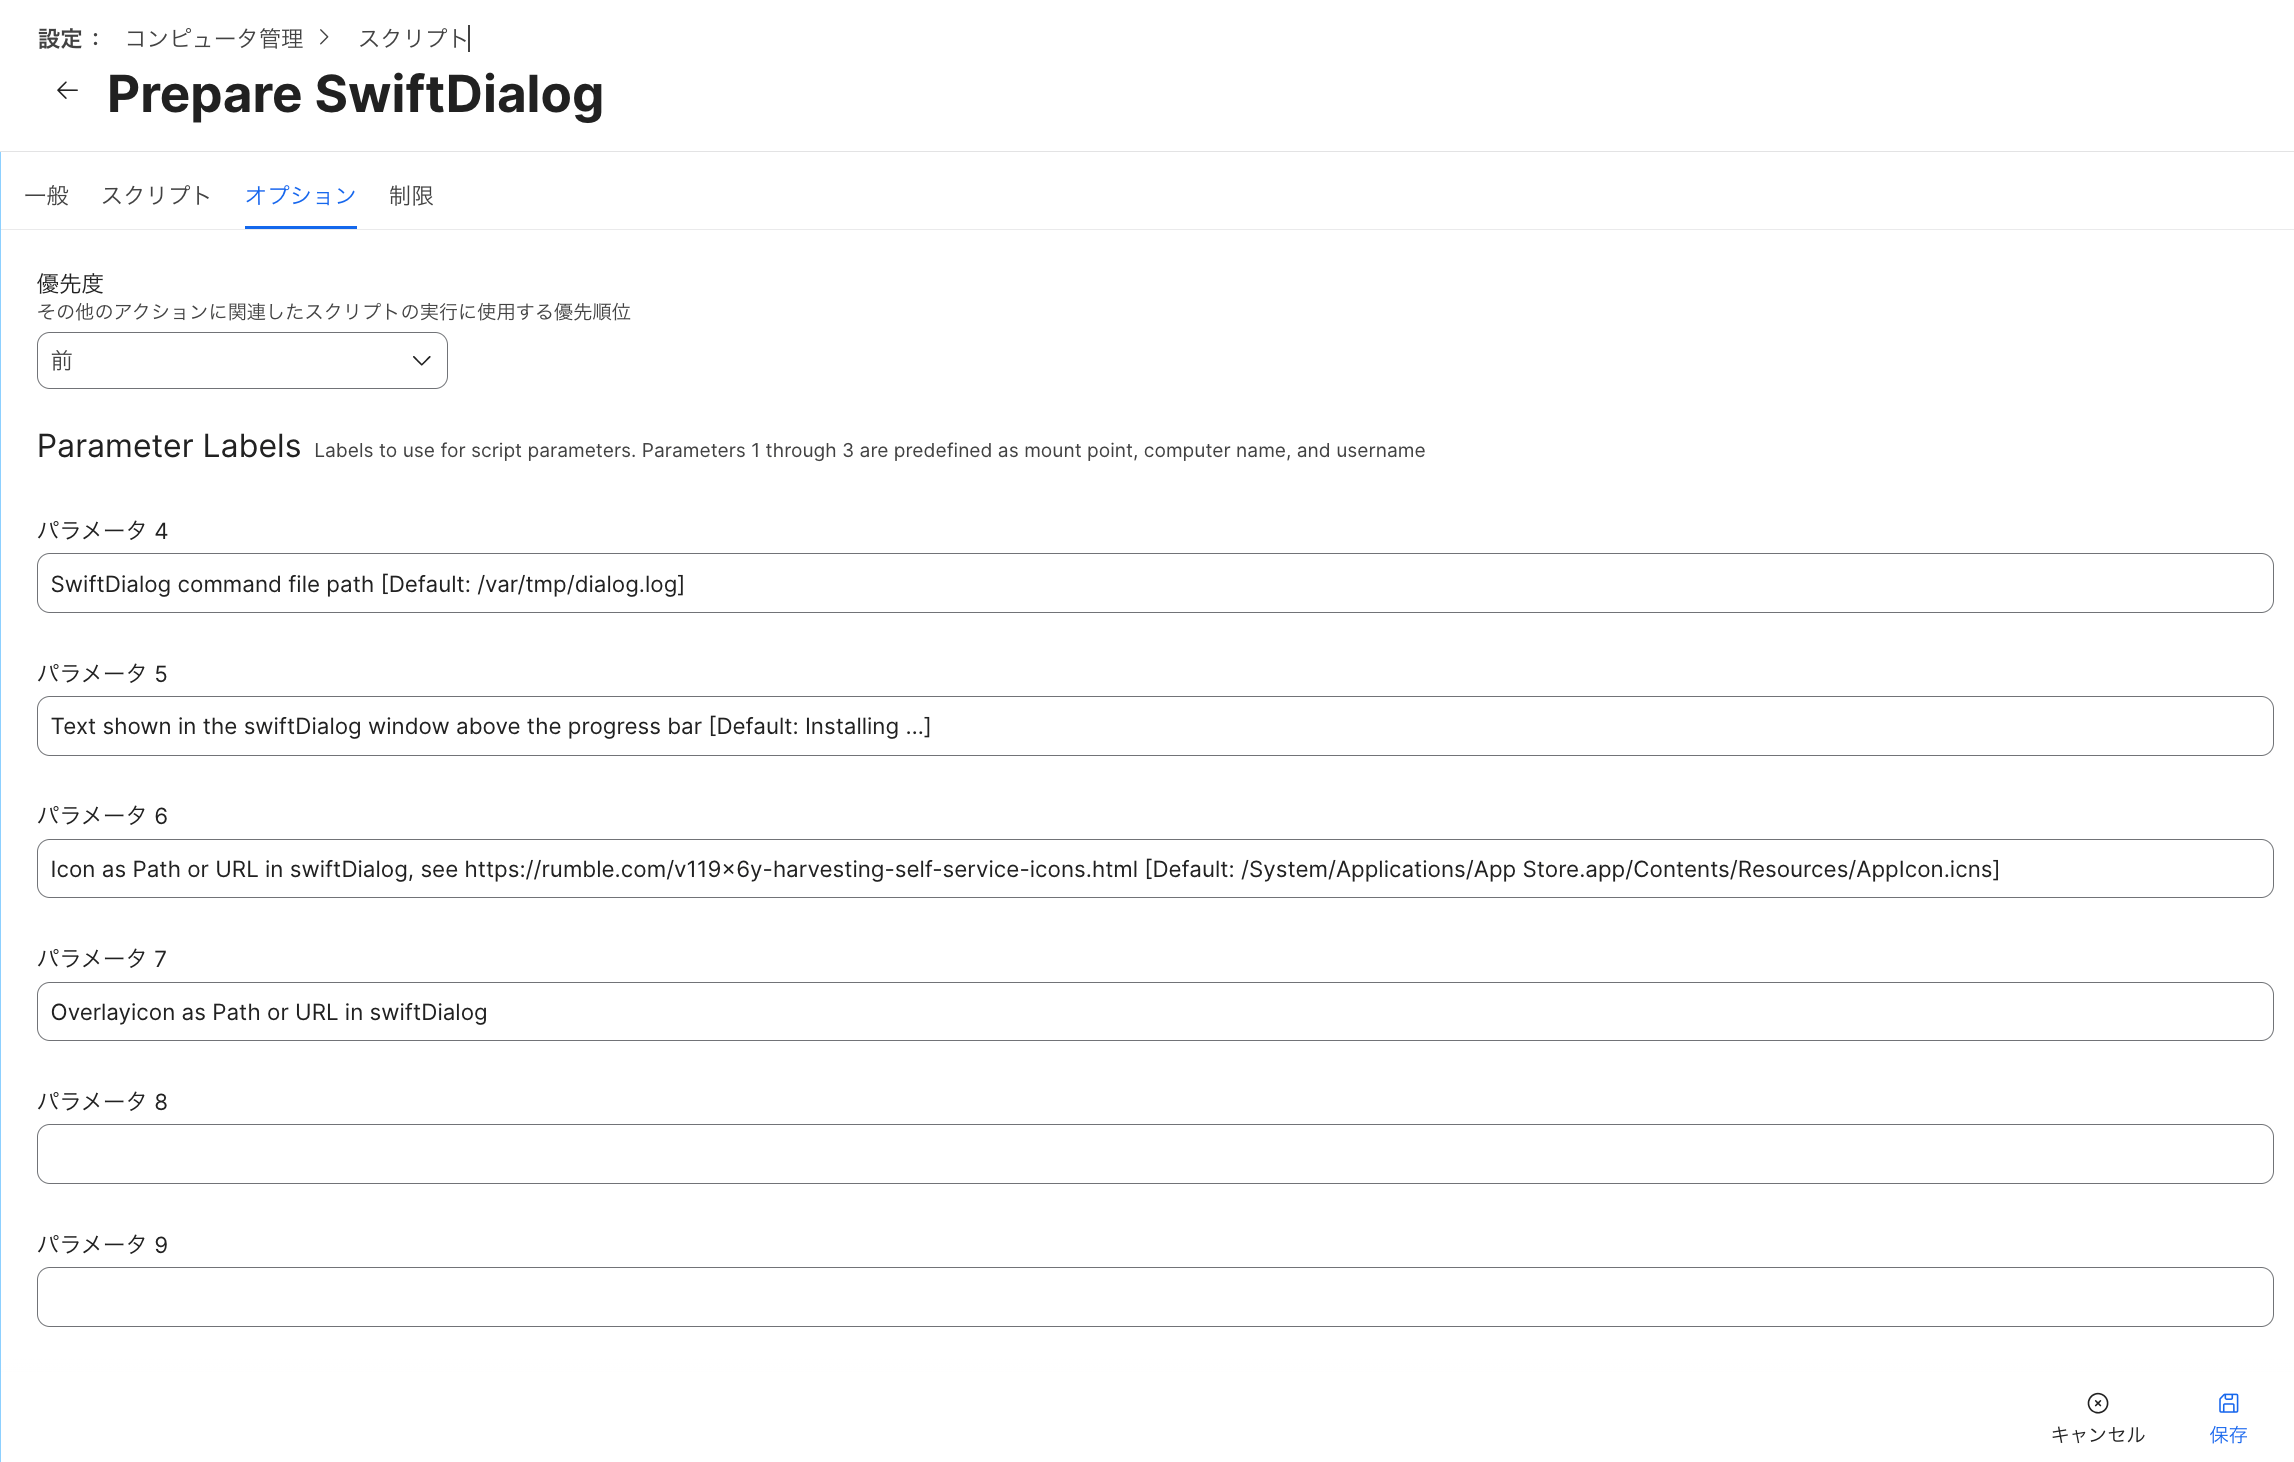 設定： コンピュータ管理 > スクリプト
← Prepare SwiftDialog
一般 スクリプト オプション 制限
優先度
その他のアクションに関連したスクリプトの実行に使用する優先順位
前
Parameter Labels Labels to use for script parameters. Parameters 1 through 3 are predefined as mount point, computer name, and username
パラメータ 4
SwiftDialog command file path [Default: /var/tmp/dialog.log]
パラメータ 5
Text shown in the swiftDialog window above the progress bar [Default: Installing ...]
パラメータ 6
Icon as Path or URL in swiftDialog, see https://rumble.com/v119x6y-harvesting-self-service-icons.html [Default: /System/Applications/App Store.app/Contents/Resources/AppIcon.icns]
パラメータ 7
Overlayicon as Path or URL in swiftDialog
パラメータ 8
パラメータ 9
キャンセル 保存